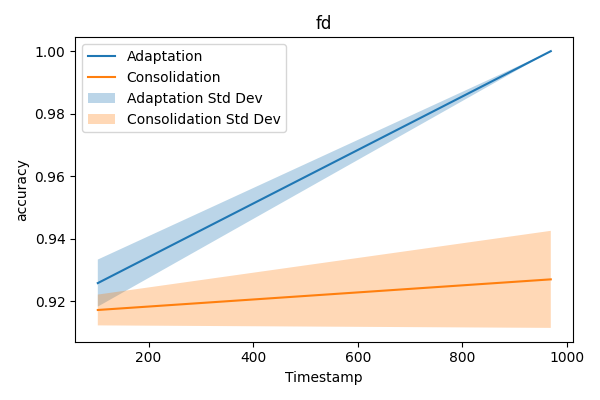 fd
Adaptation
Consolidation
Adaptation Std Dev
Consolidation Std Dev
1.00
0.98
0.96
0.94
0.92
accuracy
200
400
600
800
1000
Timestamp